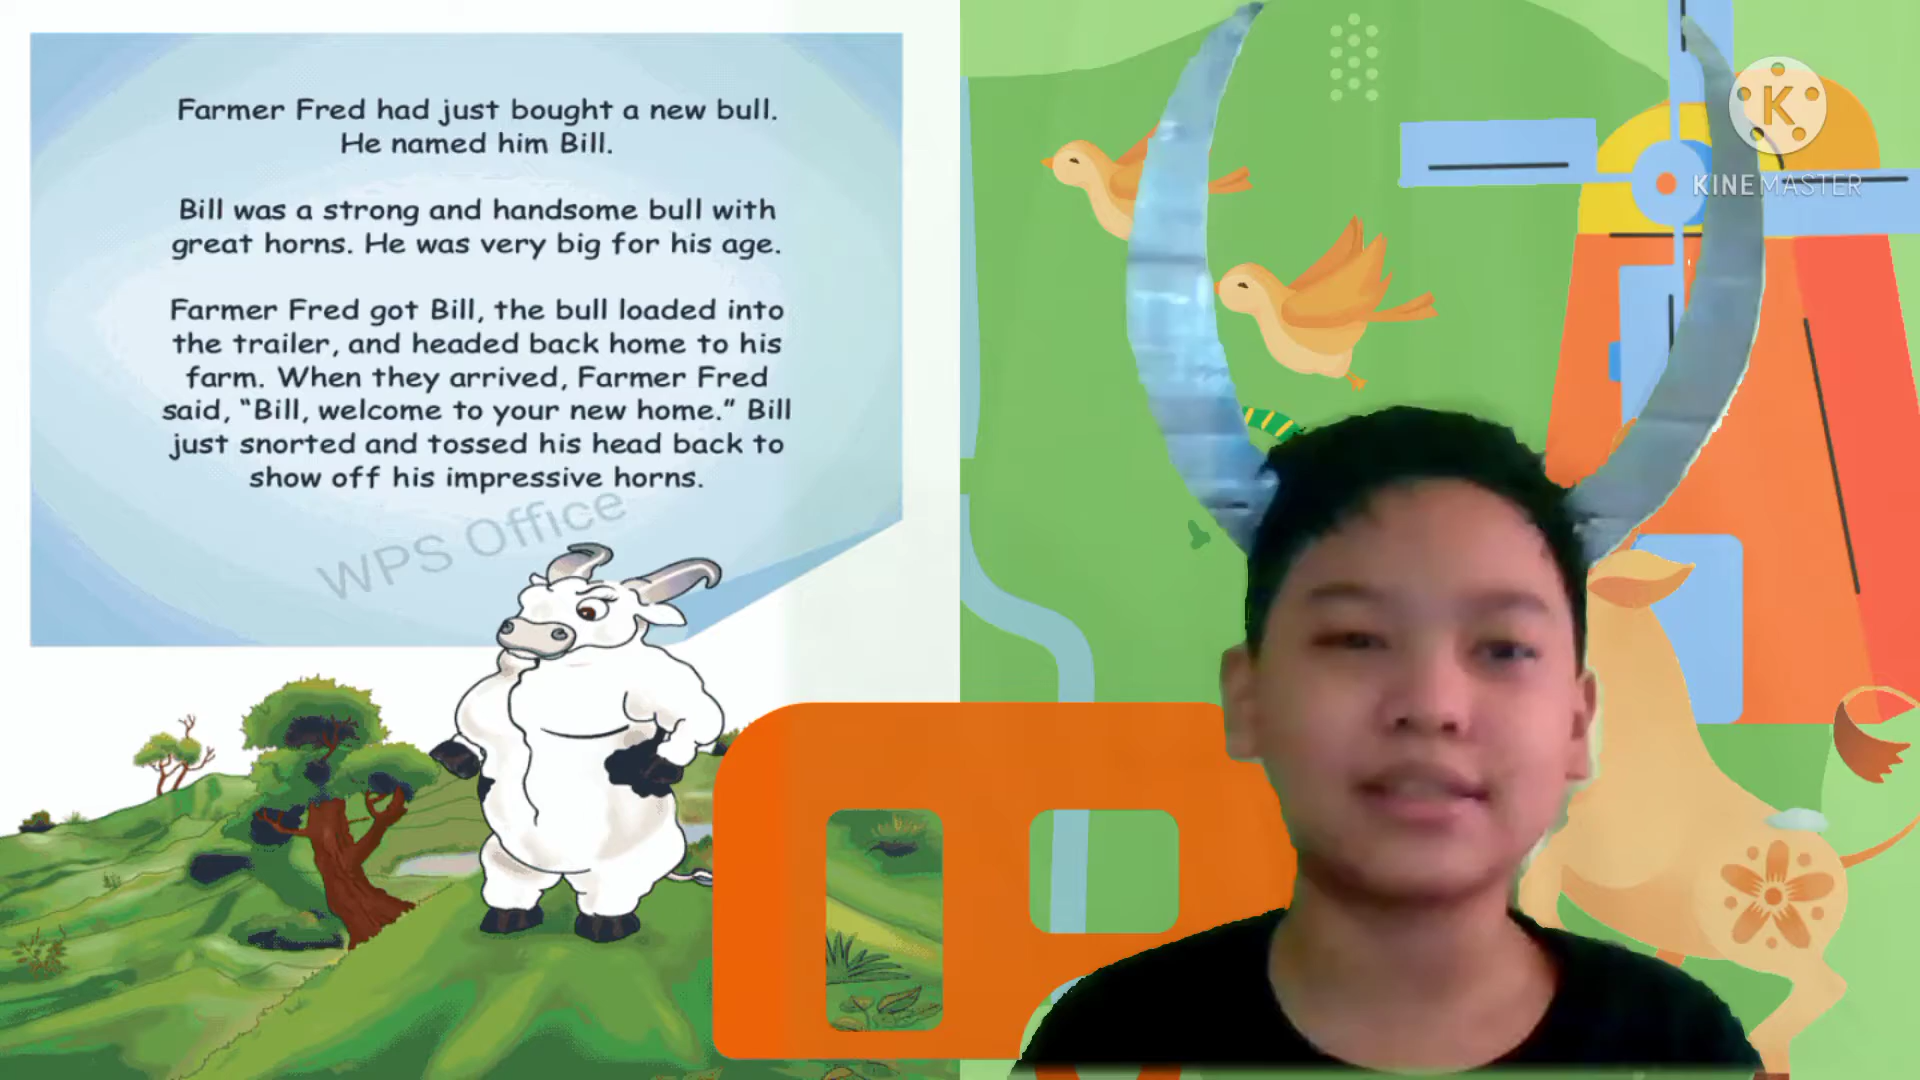 Farmer Fred had just bought a new bull.
He named him Bill.
Bill was a strong and handsome bull with
great horns. He was very big for his age.
Farmer Fred got Bill, the bull loaded into
the trailer, and headed back home to his
farm. When they arrived, Farmer Fred
said, “Bill, welcome to your new home.” Bill
just snorted and tossed his head back to
show off his impressive horns.
WPS Office
K
KINEMASTER